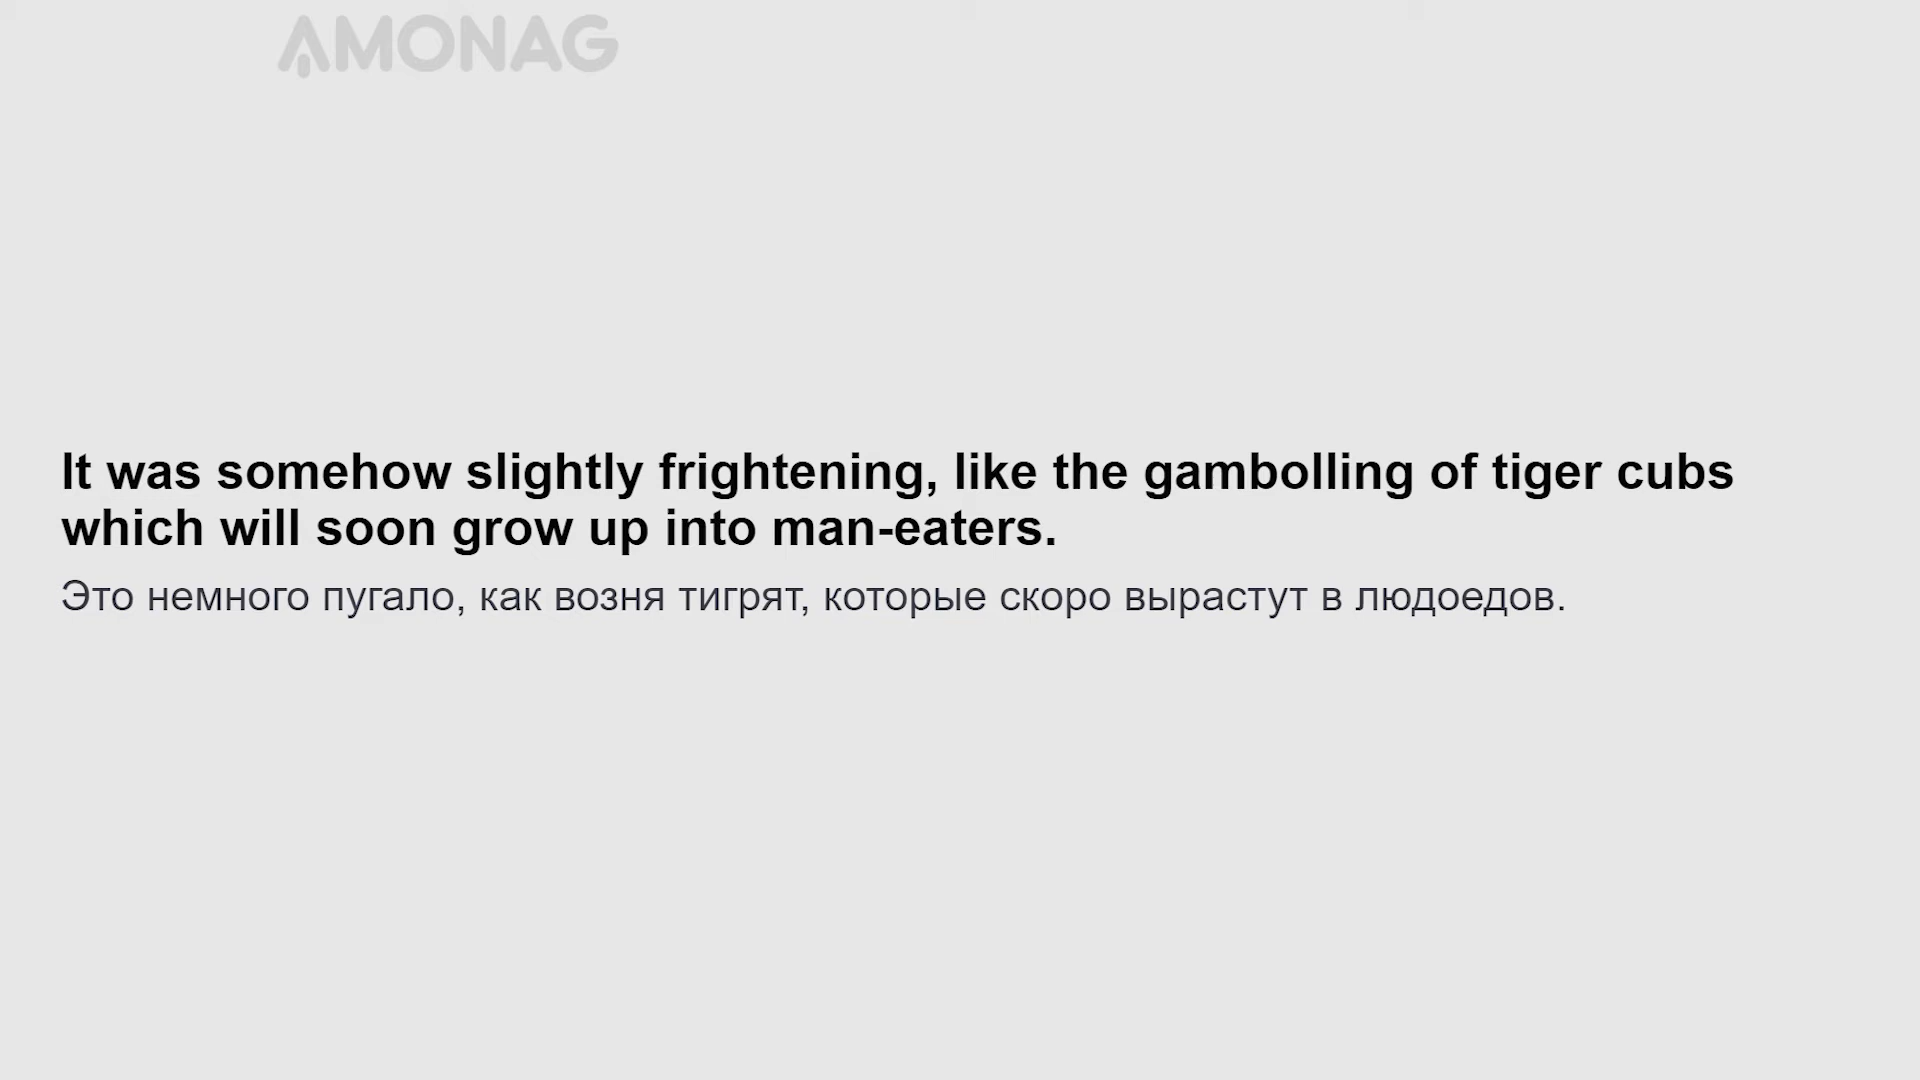 AMONAG
It was somehow slightly frightening, like the gambolling of tiger cubs
which will soon grow up into man-eaters.
Это немного пугало, как возня тигрят, которые скоро вырастут в людоедов.